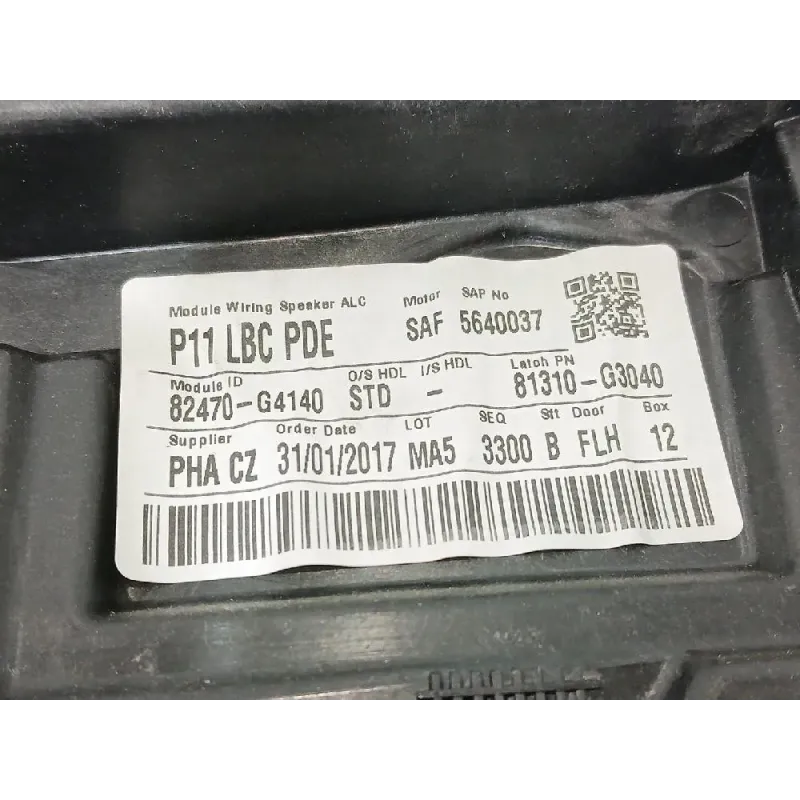 Module Wiring Speaker ALC Motor SAP No
P11 LBC PDE SAF 5640037
Module ID O/S HDL I/S HDL Latch PN
82470-G4140 STD - 81310-G3040
Supplier Order Date LOT SEQ Sft Door Box
PHA CZ 31/01/2017 MA5 3300 B FLH 12